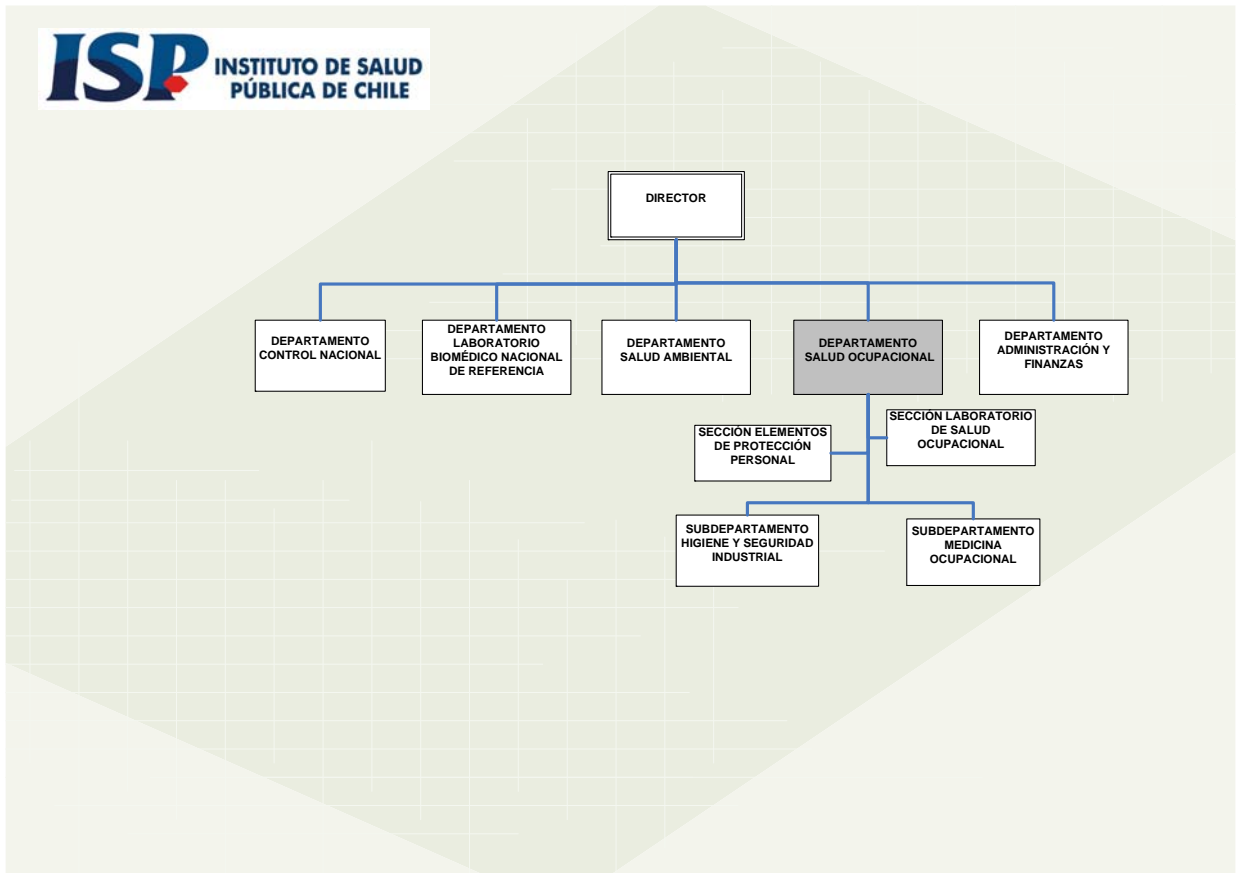 ISP INSTITUTO DE SALUD
PÚBLICA DE CHILE
DIRECTOR
DEPARTAMENTO
CONTROL NACIONAL
DEPARTAMENTO
LABORATORIO
BIOMÉDICO NACIONAL
DE REFERENCIA
DEPARTAMENTO
SALUD AMBIENTAL
DEPARTAMENTO
SALUD OCUPACIONAL
DEPARTAMENTO
ADMINISTRACIÓN Y
FINANZAS
SECCIÓN ELEMENTOS
DE PROTECCIÓN
PERSONAL
SECCIÓN LABORATORIO
DE SALUD
OCUPACIONAL
SUBDEPARTAMENTO
HIGIENE Y SEGURIDAD
INDUSTRIAL
SUBDEPARTAMENTO
MEDICINA
OCUPACIONAL